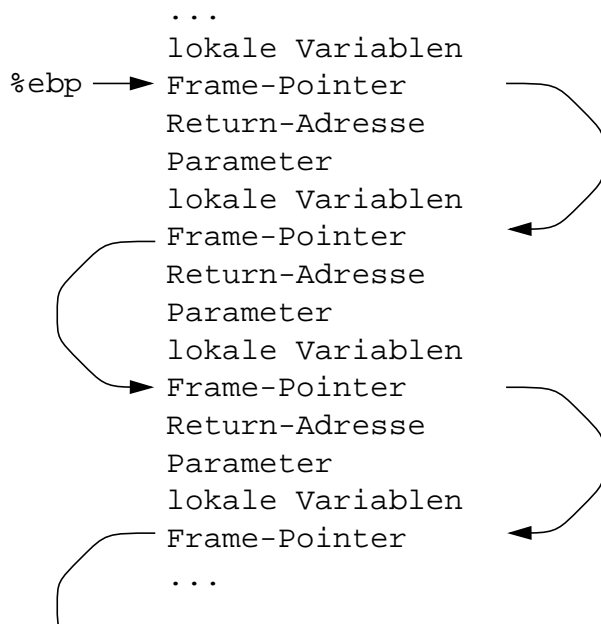 ...
lokale Variablen
%ebp Frame-Pointer
Return-Adresse
Parameter
lokale Variablen
Frame-Pointer
Return-Adresse
Parameter
lokale Variablen
Frame-Pointer
Return-Adresse
Parameter
lokale Variablen
Frame-Pointer
...